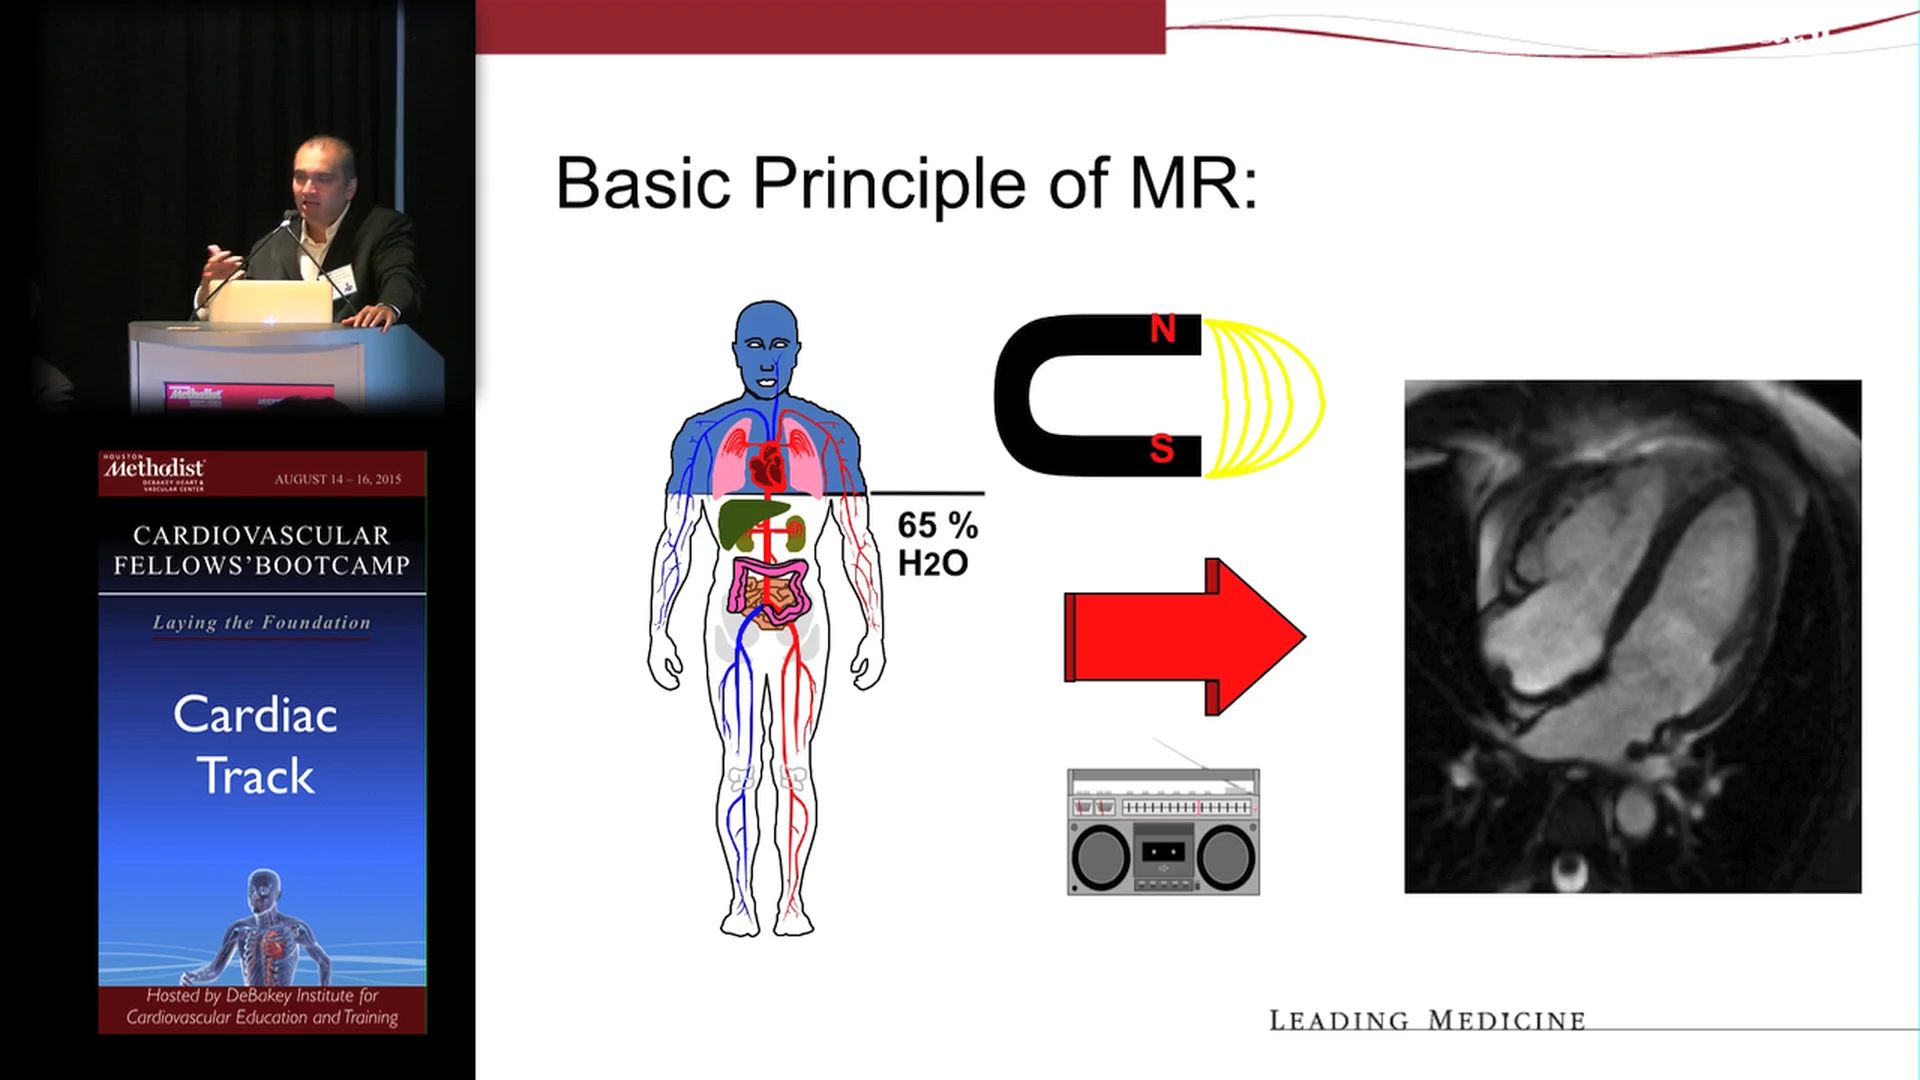 Basic Principle of MR:
N
S
65 %
H2O
LEADING MEDICINE
Methodist
HOUSTON
Methodist
DEBAKEY HEART &
VASCULAR CENTER
AUGUST 14 – 16, 2015
CARDIOVASCULAR
FELLOWS’BOOTCAMP
Laying the Foundation
Cardiac
Track
Hosted by DeBakey Institute for
Cardiovascular Education and Training